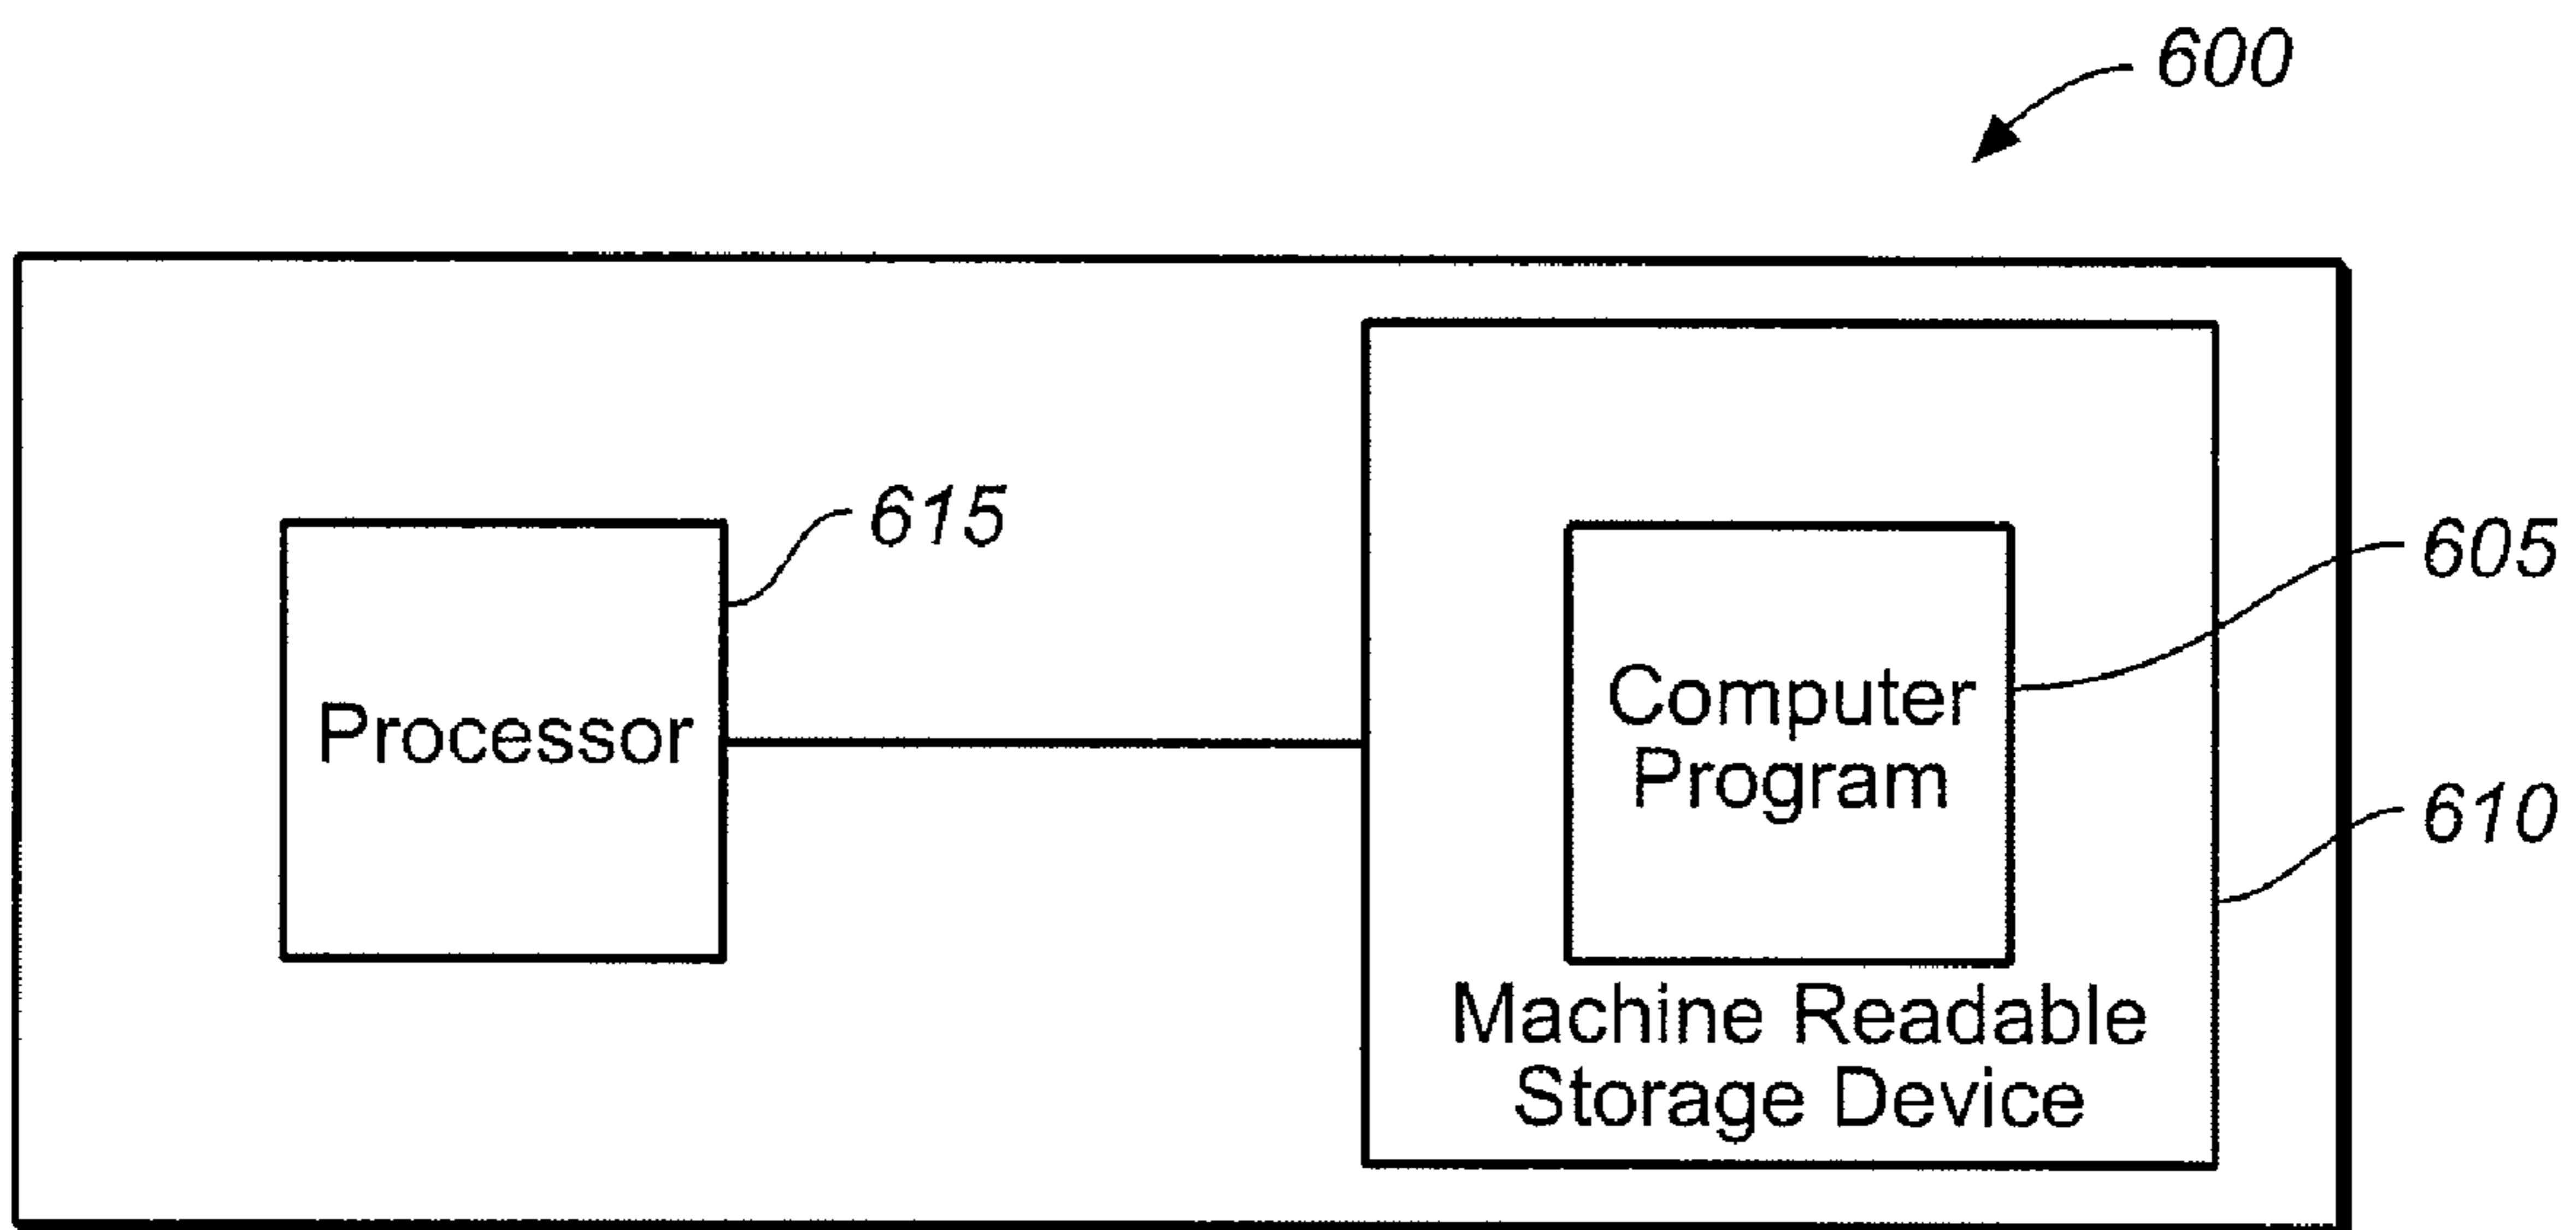 600
615
605
Processor
Computer
Program
610
Machine Readable
Storage Device